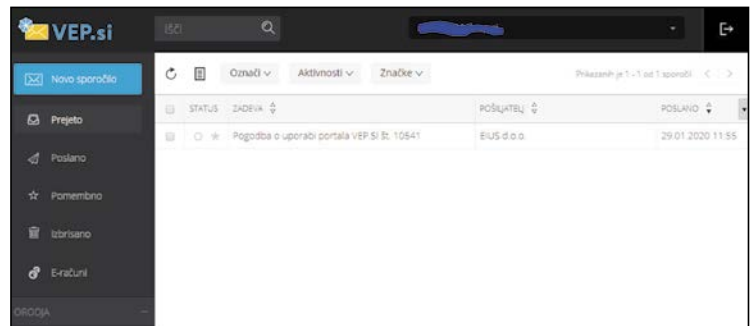 VEP.si
Išči
Novo sporočilo
Označi
Aktivnosti
Značke
Prikazanih je 1 - 1 od 1 sporočil
STATUS ZADEVA POŠILJATELJ POSLANO
Prejeto
Pogodba o uporabi portala VEP.SI št. 10541 EIUS d.o.o. 29.01.2020 11:55
Poslano
Pomembno
Izbrisano
E-računi
ORODJA